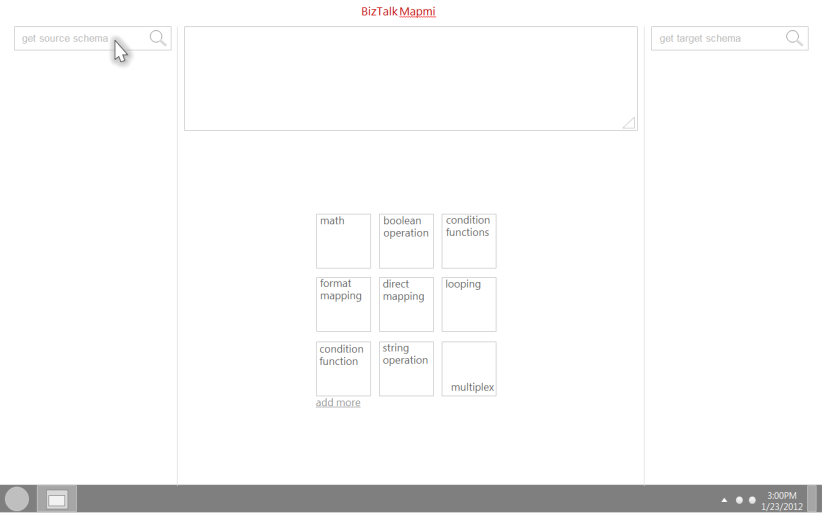 BizTalk Mapmi
get source schema
get target schema
math
boolean
operation
condition
functions
format
mapping
direct
mapping
looping
condition
function
string
operation
multiplex
add more
3:00PM
1/23/2012